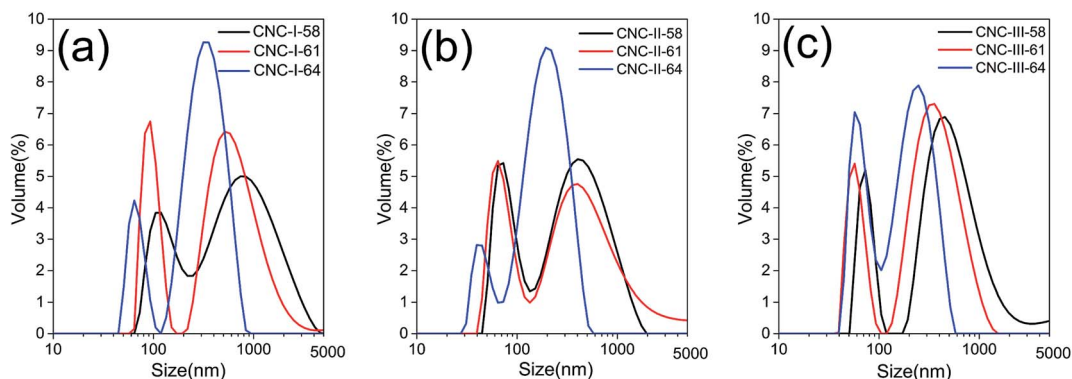 (a)
CNC-I-58
CNC-I-61
CNC-I-64
Volume(%)
10
9
8
7
6
5
4
3
2
1
0
10
100
1000
5000
Size(nm)
(b)
CNC-II-58
CNC-II-61
CNC-II-64
Volume(%)
10
9
8
7
6
5
4
3
2
1
0
10
100
1000
5000
Size(nm)
(c)
CNC-III-58
CNC-III-61
CNC-III-64
Volume(%)
10
9
8
7
6
5
4
3
2
1
0
10
100
1000
5000
Size(nm)